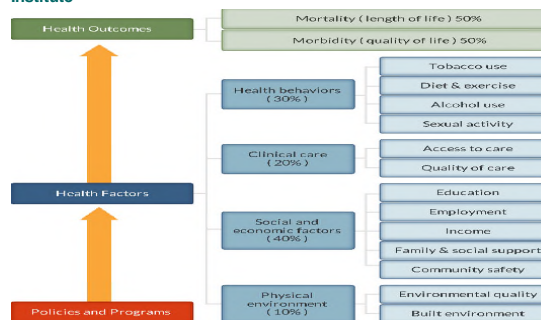 Institute
Health Outcomes
Mortality (length of life) 50%
Morbidity (quality of life) 50%
Health Factors
Health behaviors
(30%)
Tobacco use
Diet & exercise
Alcohol use
Sexual activity
Clinical care
(20%)
Access to care
Quality of care
Social and
economic factors
(40%)
Education
Employment
Income
Family & social support
Community safety
Policies and Programs
Physical
environment
(10%)
Environmental quality
Built environment